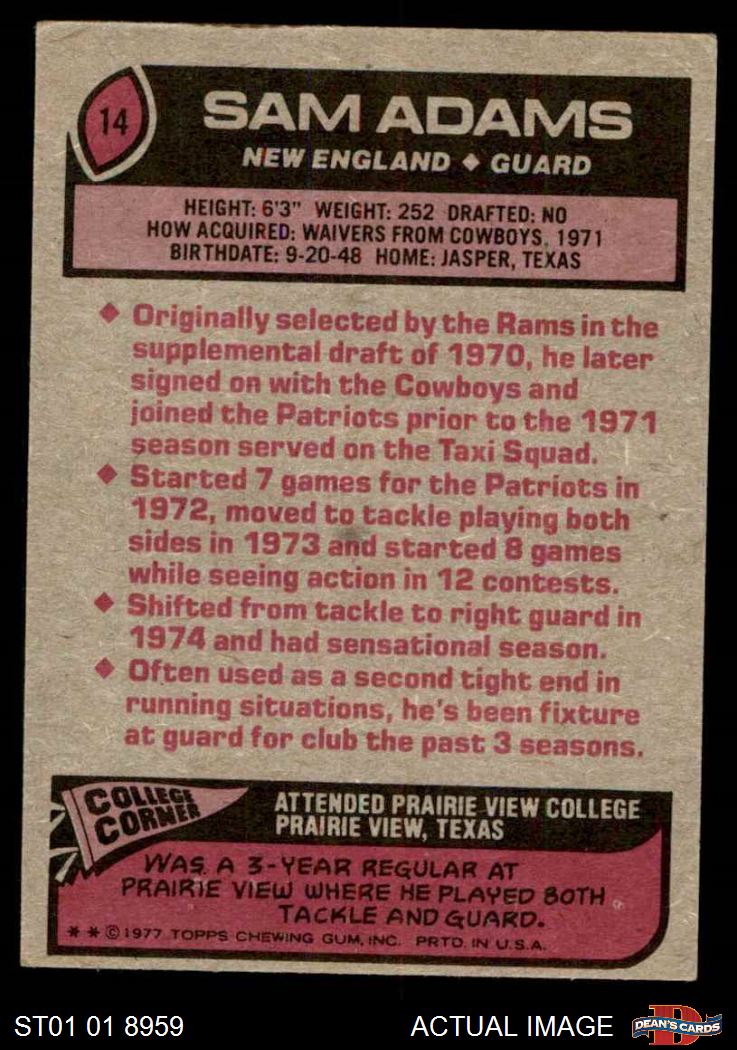 14
SAM ADAMS
NEW ENGLAND ♦ GUARD
HEIGHT: 6'3" WEIGHT: 252 DRAFTED: NO
HOW ACQUIRED: WAIVERS FROM COWBOYS, 1971
BIRTHDATE: 9-20-48 HOME: JASPER, TEXAS
♦ Originally selected by the Rams in the
supplemental draft of 1970, he later
signed on with the Cowboys and
joined the Patriots prior to the 1971
season served on the Taxi Squad.
♦ Started 7 games for the Patriots in
1972, moved to tackle playing both
sides in 1973 and started 8 games
while seeing action in 12 contests.
♦ Shifted from tackle to right guard in
1974 and had sensational season.
♦ Often used as a second tight end in
running situations, he's been fixture
at guard for club the past 3 seasons.
COLLEGE
CORNER
ATTENDED PRAIRIE VIEW COLLEGE
PRAIRIE VIEW, TEXAS
WAS A 3-YEAR REGULAR AT
PRAIRIE VIEW WHERE HE PLAYED BOTH
TACKLE AND GUARD.
* * © 1977 TOPPS CHEWING GUM, INC. PRTD. IN U.S.A.
ST01 01 8959
ACTUAL IMAGE
D
DEAN'S CARDS